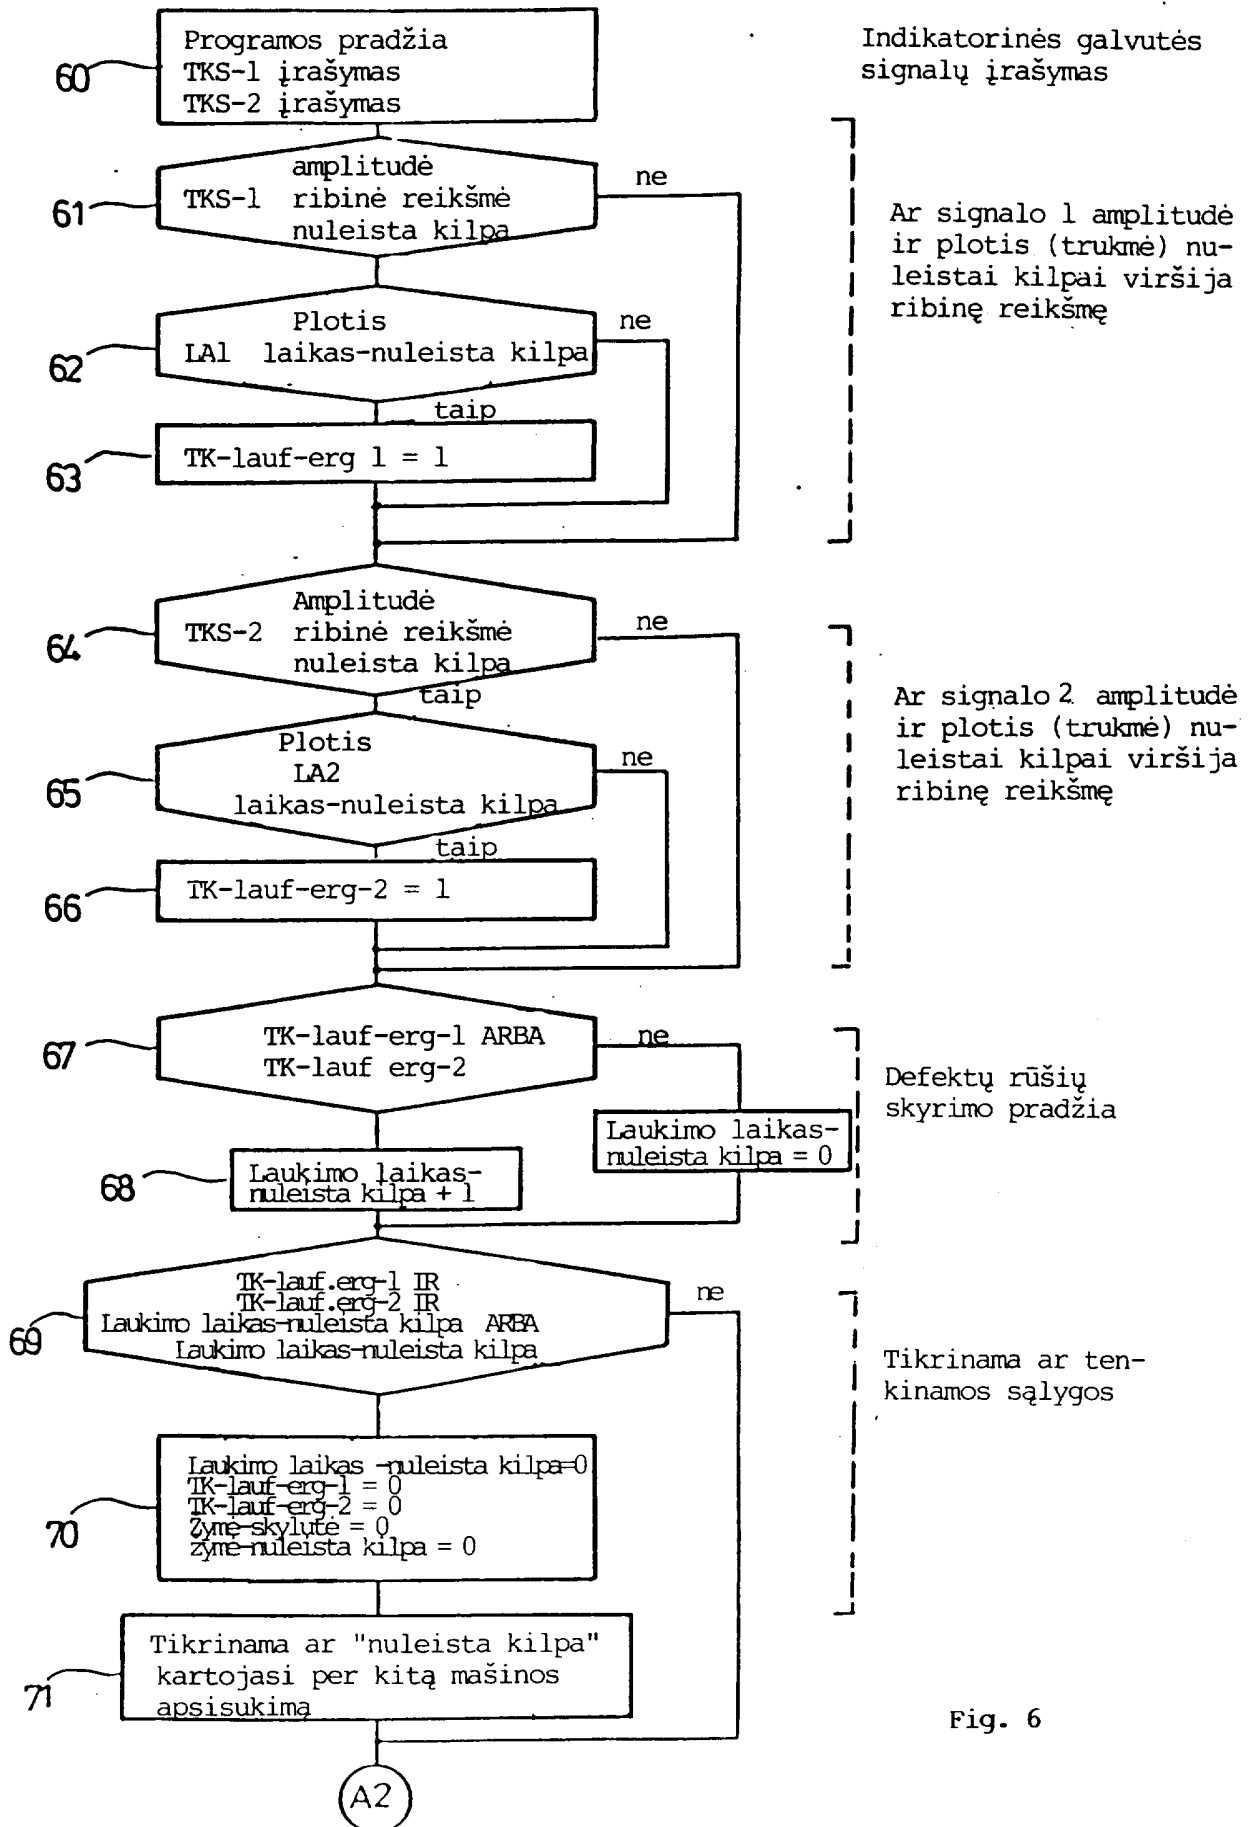 Programos pradžia
TKS-1 įrašymas
TKS-2 įrašymas
60
Indikatorinės galvutės
signalų įrašymas
amplitudė
TKS-1 ribinė reikšmė
nuleista kilpa
ne
61
Ar signalo 1 amplitudė
ir plotis (trukmė) nu-
leistai kilpai viršija
ribinę reikšmę
Plotis
LA1 laikas-nuleista kilpa
ne
62
taip
TK-lauf-erg 1 = 1
63
Amplitudė
TKS-2 ribinė reikšmė
nuleista kilpa
ne
64
taip
Ar signalo 2 amplitudė
ir plotis (trukmė) nu-
leistai kilpai viršija
ribinę reikšmę
Plotis
LA2
laikas-nuleista kilpa
ne
65
taip
TK-lauf-erg-2 = 1
66
TK-lauf-erg-1 ARBA
TK-lauf erg-2
ne
67
Defektų rūšių
skyrimo pradžia
Laukimo laikas-
nuleista kilpa = 0
Laukimo laikas-
nuleista kilpa + 1
68
TK-lauf.erg-1 IR
TK-lauf.erg-2 IR
Laukimo laikas-nuleista kilpa ARBA
Laukimo laikas-nuleista kilpa
ne
69
Tikrinama ar ten-
kinamos sąlygos
Laukimo laikas -nuleista kilpa=0
TK-lauf-erg-1 = 0
TK-lauf-erg-2 = 0
Žymė-skylutė = 0
žymė-nuleista kilpa = 0
70
Tikrinama ar "nuleista kilpa"
kartojasi per kitą mašinos
apsisukimą
71
Fig. 6
A2